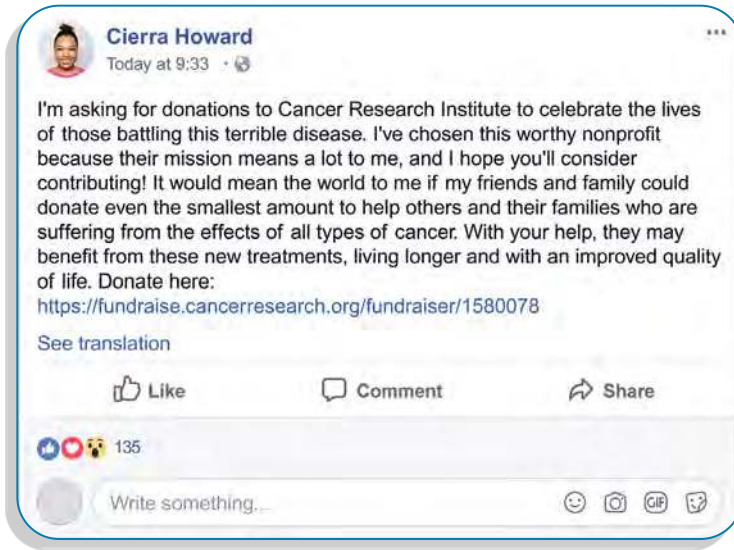 Cierra Howard
Today at 9:33 ·
I'm asking for donations to Cancer Research Institute to celebrate the lives
of those battling this terrible disease. I've chosen this worthy nonprofit
because their mission means a lot to me, and I hope you'll consider
contributing! It would mean the world to me if my friends and family could
donate even the smallest amount to help others and their families who are
suffering from the effects of all types of cancer. With your help, they may
benefit from these new treatments, living longer and with an improved quality
of life. Donate here:
https://fundraise.cancerresearch.org/fundraiser/1580078
See translation
Like Comment Share
135
Write something... GIF